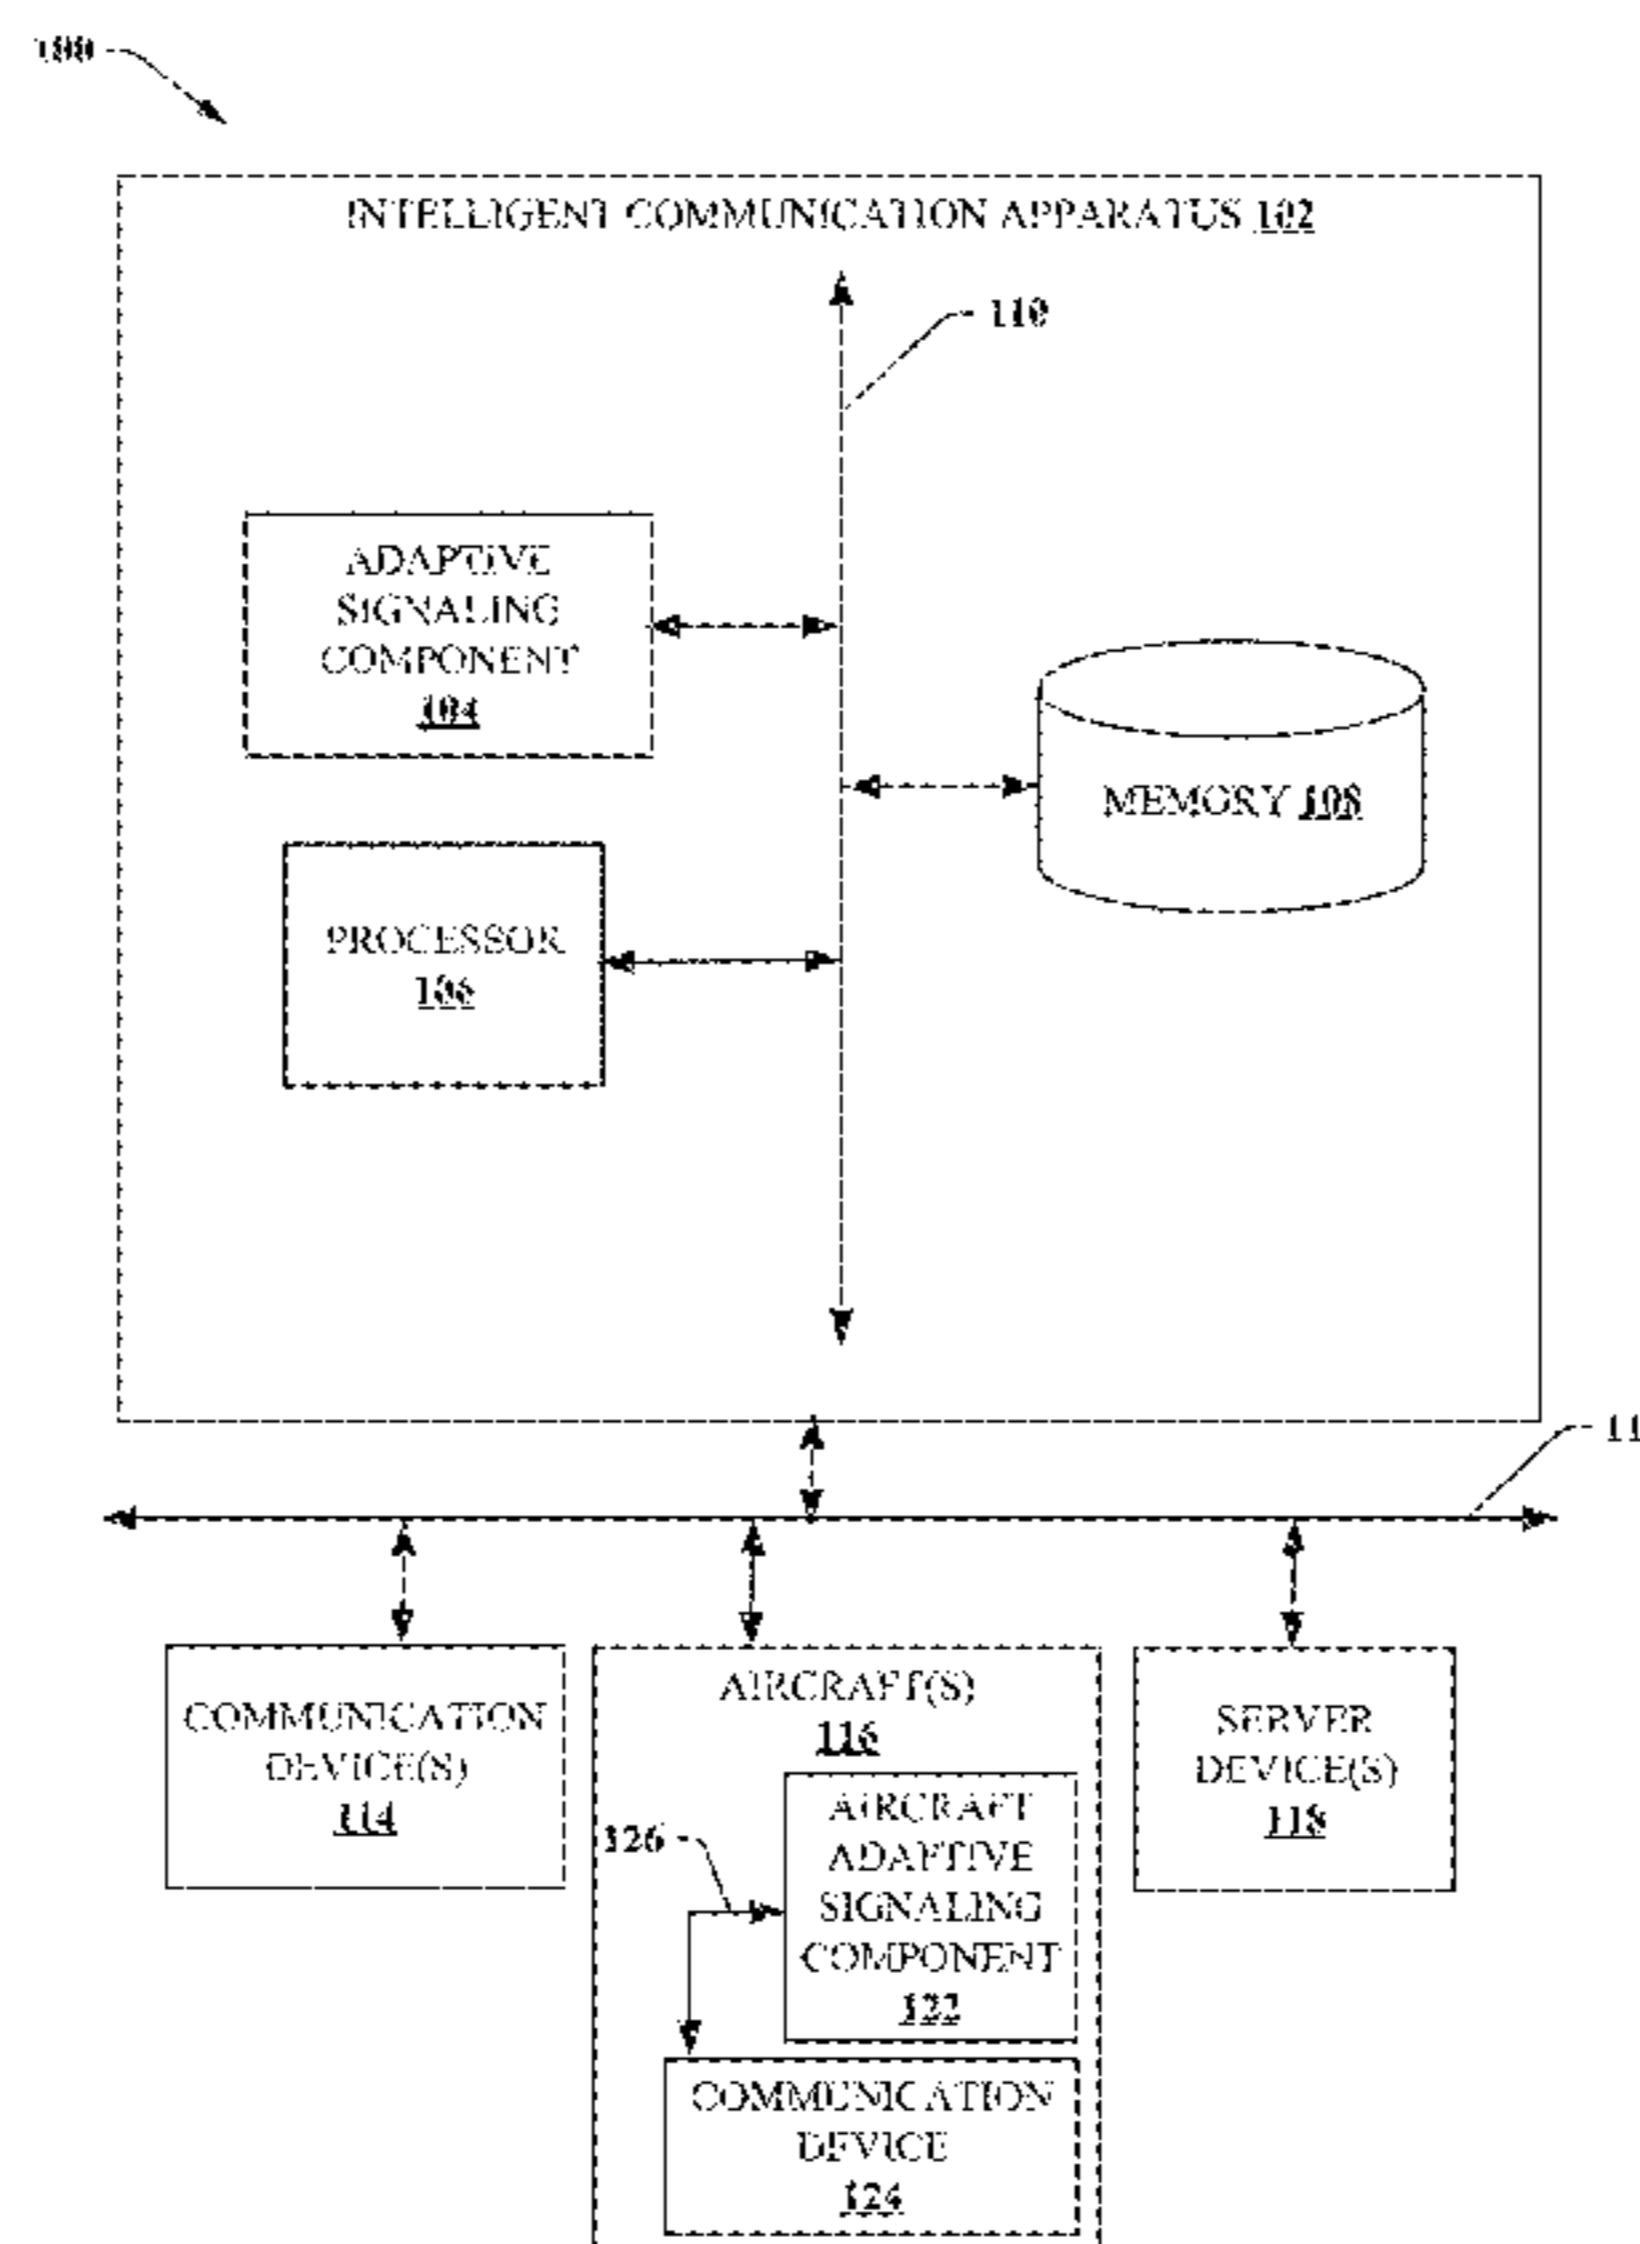 100
INTELLIGENT COMMUNICATION APPARATUS 102
110
ADAPTIVE
SIGNALING
COMPONENT
104
MEMORY 108
PROCESSOR
106
11
COMMUNICATION
DEVICE(S)
114
AIRCRAFT(S)
116
SERVER
DEVICE(S)
118
126
AIRCRAFT
ADAPTIVE
SIGNALING
COMPONENT
122
COMMUNICATION
DEVICE
124